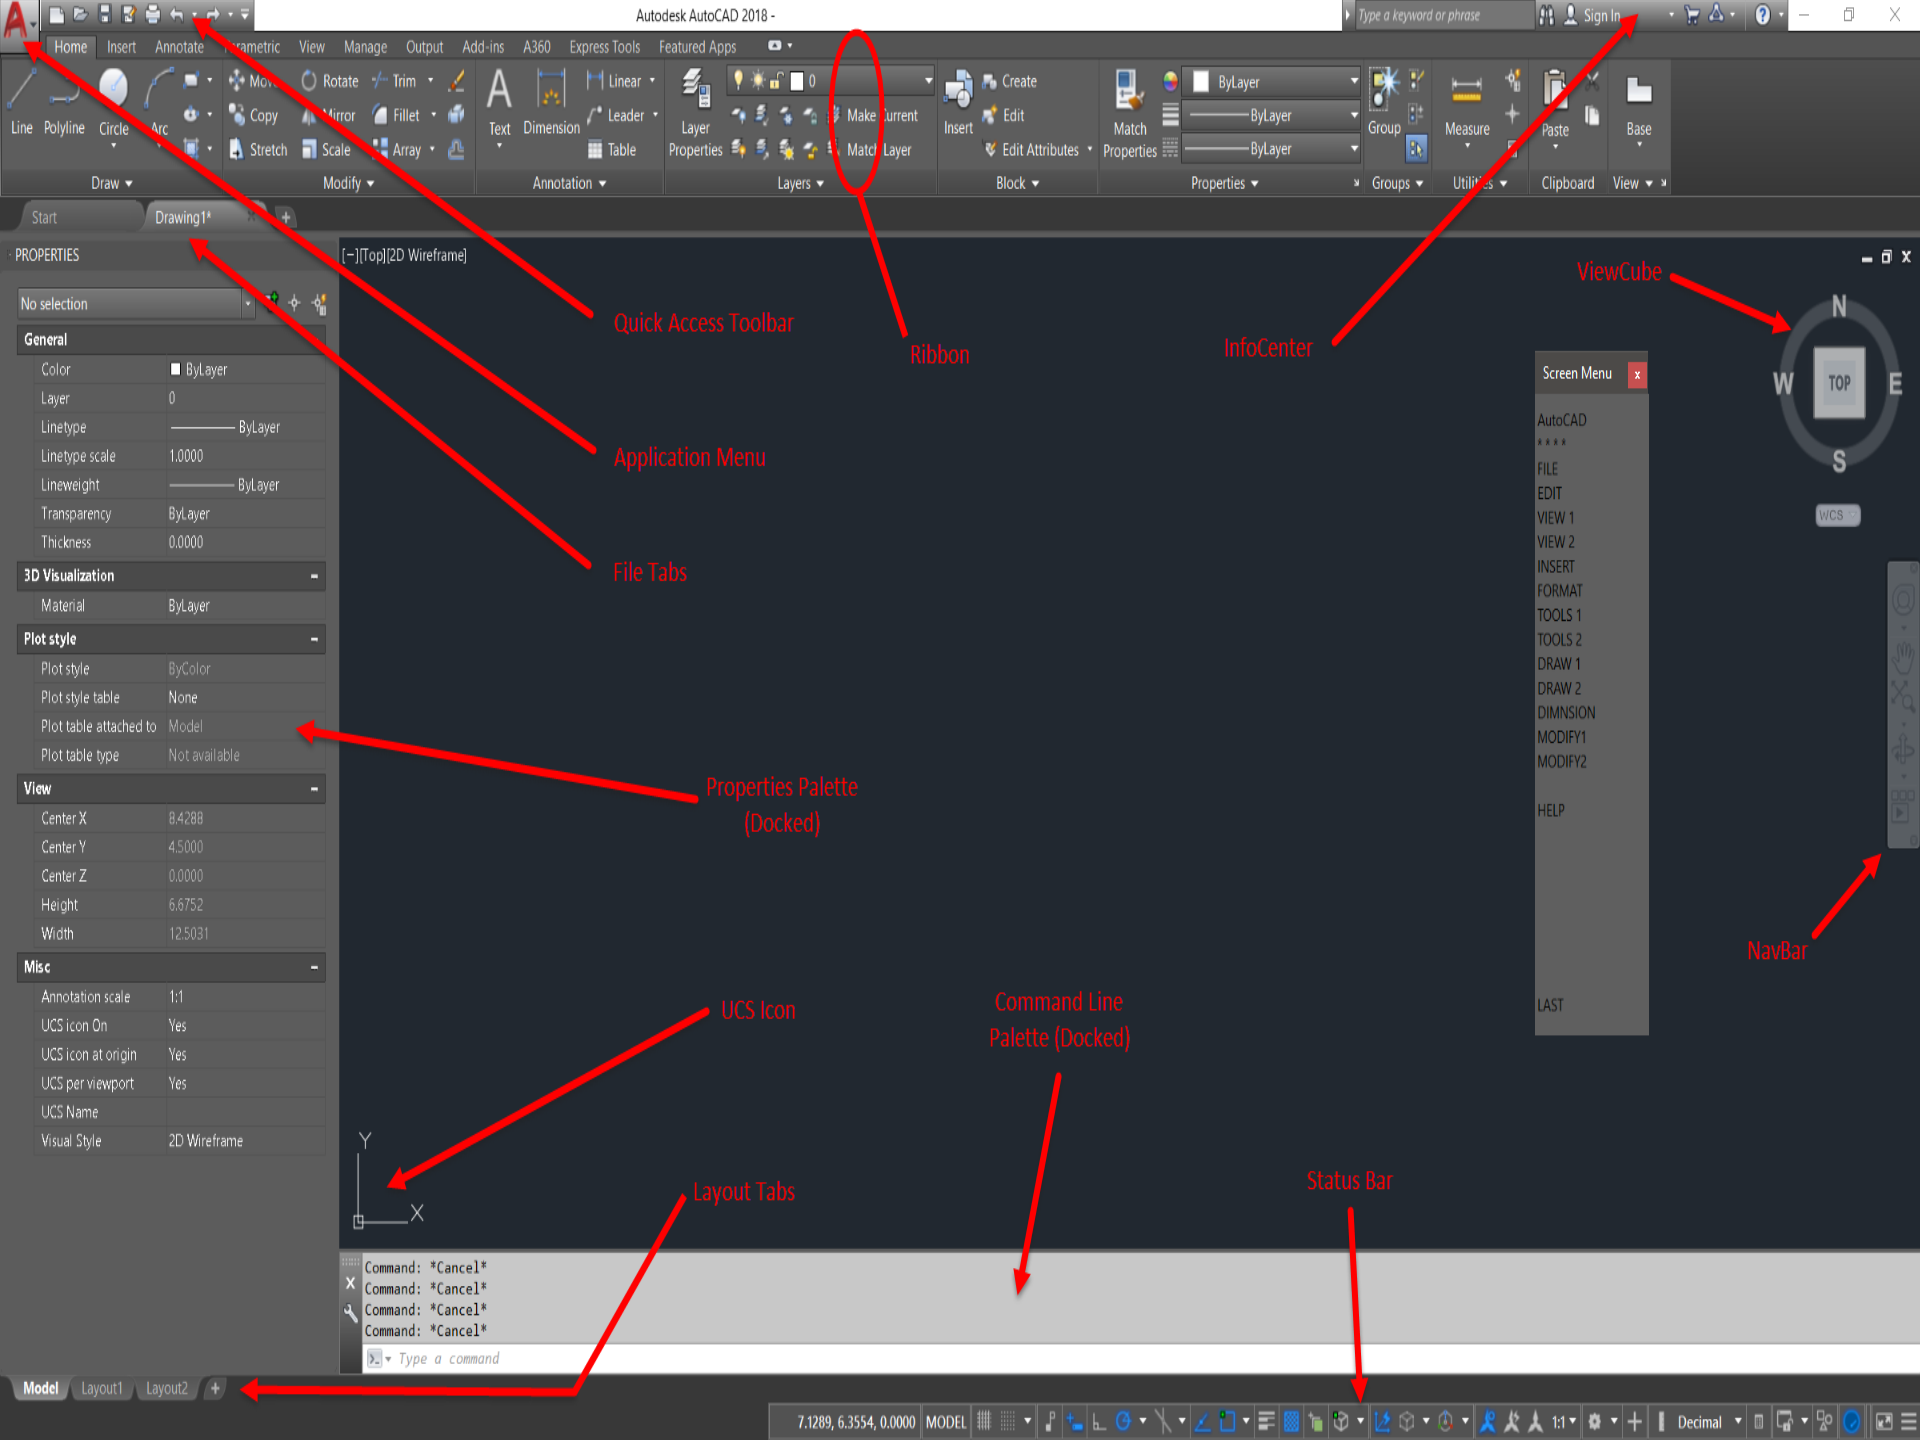 Autodesk AutoCAD 2018 -
Type a keyword or phrase
Sign In
Home Insert Annotate Parametric View Manage Output Add-ins A360 Express Tools Featured Apps
Line Polyline Circle Arc
Move Rotate Trim
Copy Mirror Fillet
Stretch Scale Array
Text Dimension
Linear
Leader
Table
Layer Properties
0
Make Current
Match Layer
Insert
Create
Edit
Edit Attributes
Match Properties
ByLayer
ByLayer
ByLayer
Group
Measure
Paste
Base
Draw Modify Annotation Layers Block Properties Groups Utilities Clipboard View
Start Drawing1*
PROPERTIES
No selection
General
Color ByLayer
Layer 0
Linetype ByLayer
Linetype scale 1.0000
Lineweight ByLayer
Transparency ByLayer
Thickness 0.0000
3D Visualization
Material ByLayer
Plot style
Plot style ByColor
Plot style table None
Plot table attached to Model
Plot table type Not available
View
Center X 8.4288
Center Y 4.5000
Center Z 0.0000
Height 6.6752
Width 12.5031
Misc
Annotation scale 1:1
UCS icon On Yes
UCS icon at origin Yes
UCS per viewport Yes
UCS Name
Visual Style 2D Wireframe
[−][Top][2D Wireframe]
Quick Access Toolbar
Ribbon
InfoCenter
ViewCube
Application Menu
File Tabs
Properties Palette
(Docked)
UCS Icon
Command Line
Palette (Docked)
Layout Tabs
Status Bar
NavBar
N
W TOP E
S
WCS
Screen Menu x
AutoCAD
* * * *
FILE
EDIT
VIEW 1
VIEW 2
INSERT
FORMAT
TOOLS 1
TOOLS 2
DRAW 1
DRAW 2
DIMNSION
MODIFY1
MODIFY2
HELP
LAST
Y
X
Command: *Cancel*
Command: *Cancel*
Command: *Cancel*
Command: *Cancel*
Type a command
Model Layout1 Layout2 +
7.1289, 6.3554, 0.0000 MODEL 1:1 Decimal